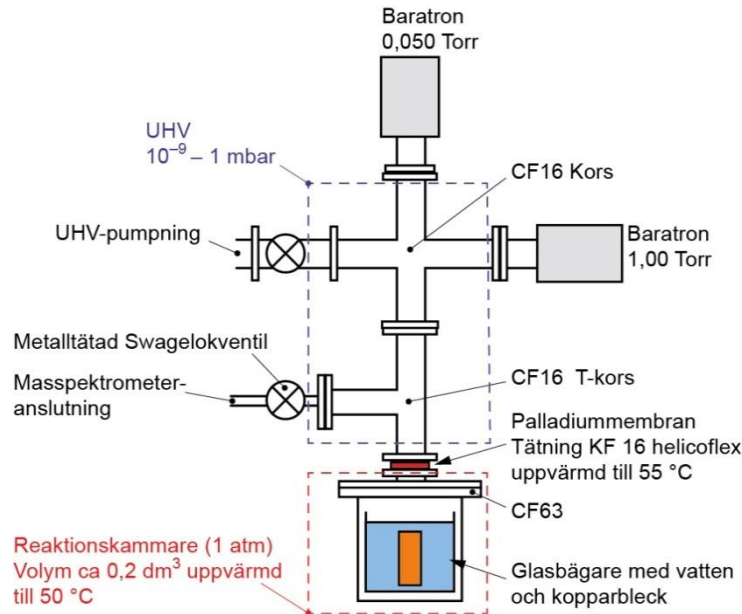 Baratron
0,050 Torr
UHV
10⁻⁹ – 1 mbar
CF16 Kors
UHV-pumpning
Baratron
1,00 Torr
Metalltätad Swagelokventil
Masspektrometer-
anslutning
CF16 T-kors
Palladiummembran
Tätning KF 16 helicoflex
uppvärmd till 55 °C
CF63
Reaktionskammare (1 atm)
Volym ca 0,2 dm³ uppvärmd
till 50 °C
Glasbägare med vatten
och kopparbleck